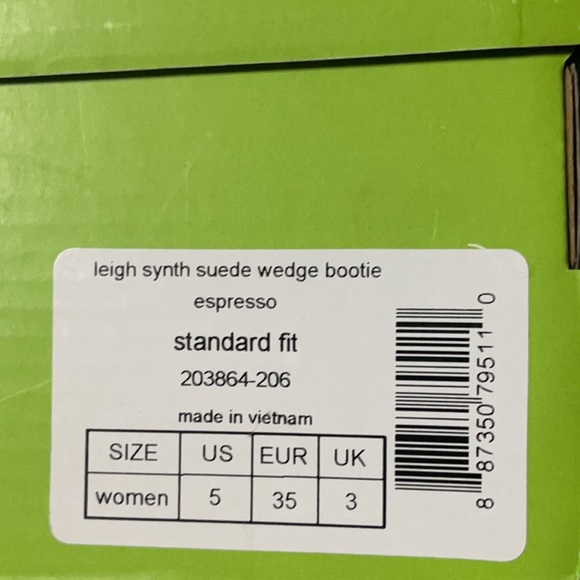 leigh synth suede wedge bootie
espresso
standard fit
203864-206
made in vietnam
SIZE US EUR UK
women 5 35 3
8 87350 79511 0